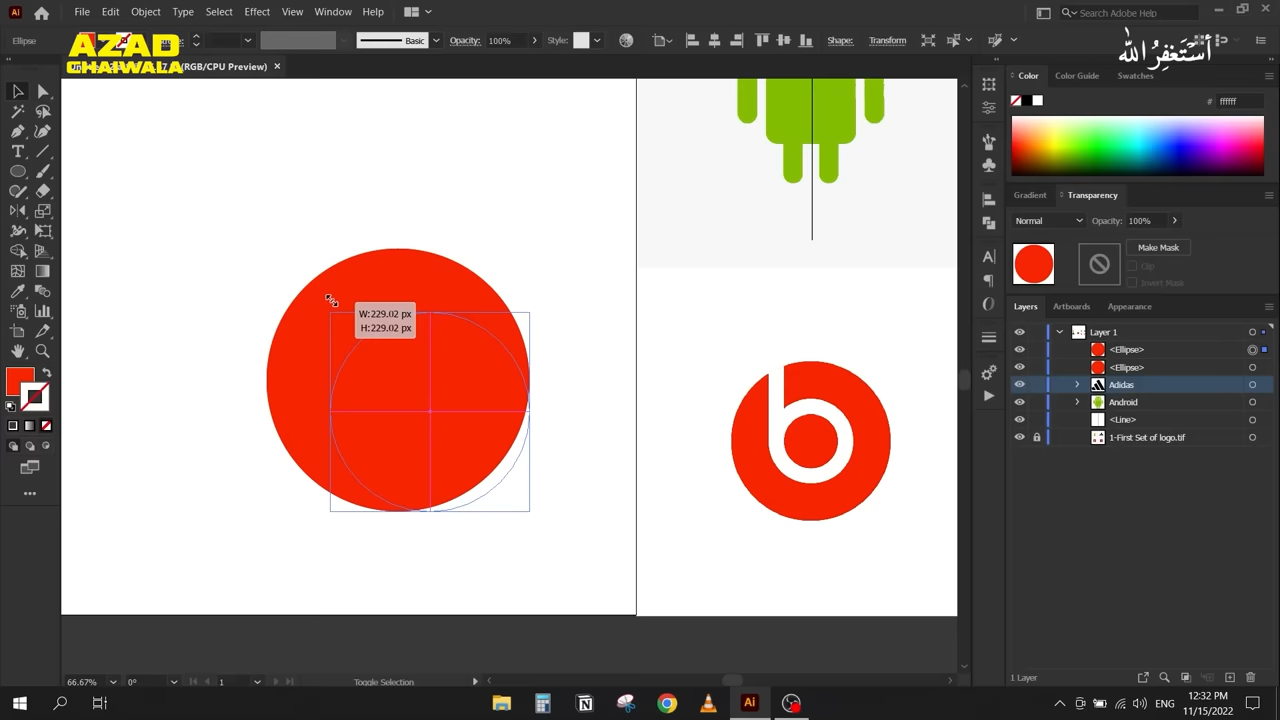 File Edit Object Type Select Effect View Window Help
Search Adobe Help
Ellipse
Basic
Opacity: 100%
Style:
Shape:
Transform
AZAD
CHAIWALA
(RGB/CPU Preview)
أستغفر الله
Color Color Guide Swatches
# ffffff
Gradient Transparency
Normal Opacity: 100%
Make Mask
Clip
Invert Mask
W:229.02 px
H:229.02 px
Layers Artboards Appearance
Layer 1
<Ellipse>
<Ellipse>
Adidas
Android
<Line>
1-First Set of logo.tif
66.67% 0° 1 Toggle Selection
1 Layer
ENG 12:32 PM
11/15/2022